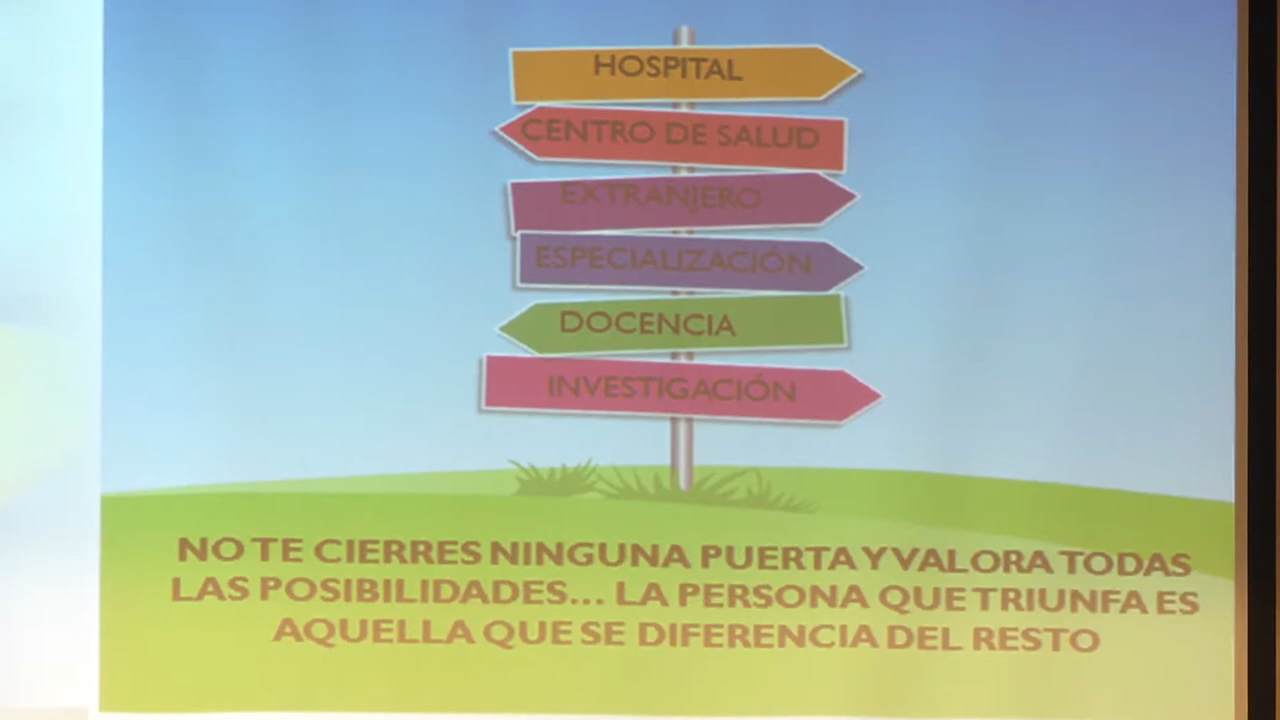 HOSPITAL
CENTRO DE SALUD
EXTRANJERO
ESPECIALIZACIÓN
DOCENCIA
INVESTIGACIÓN
NO TE CIERRES NINGUNA PUERTA Y VALORA TODAS
LAS POSIBILIDADES... LA PERSONA QUE TRIUNFA ES
AQUELLA QUE SE DIFERENCIA DEL RESTO